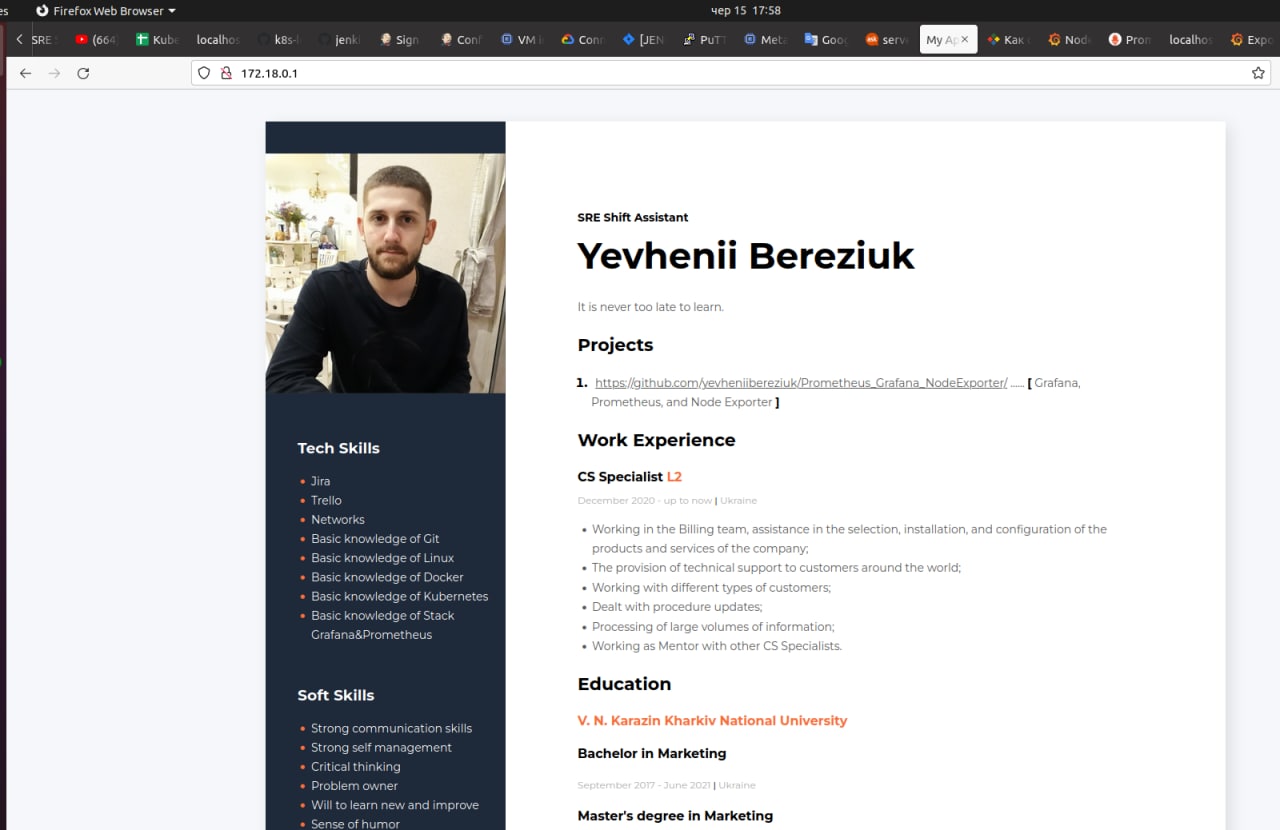 es
Firefox Web Browser
чер 15 17:58
SRE
(664
Kube
localhos
k8s-
jenki
Sign
Conf
VM i
Conn
[JEN
PuTT
Meta
Goog
serve
My Ap
Как
Node
Prom
localhos
Expo
172.18.0.1
SRE Shift Assistant
Yevhenii Bereziuk
It is never too late to learn.
Projects
1. https://github.com/yevheniibereziuk/Prometheus_Grafana_NodeExporter/ ...... [ Grafana,
Prometheus, and Node Exporter ]
Work Experience
CS Specialist L2
December 2020 - up to now | Ukraine
• Working in the Billing team, assistance in the selection, installation, and configuration of the
products and services of the company;
• The provision of technical support to customers around the world;
• Working with different types of customers;
• Dealt with procedure updates;
• Processing of large volumes of information;
• Working as Mentor with other CS Specialists.
Education
V. N. Karazin Kharkiv National University
Bachelor in Marketing
September 2017 - June 2021 | Ukraine
Master's degree in Marketing
Tech Skills
• Jira
• Trello
• Networks
• Basic knowledge of Git
• Basic knowledge of Linux
• Basic knowledge of Docker
• Basic knowledge of Kubernetes
• Basic knowledge of Stack
Grafana&Prometheus
Soft Skills
• Strong communication skills
• Strong self management
• Critical thinking
• Problem owner
• Will to learn new and improve
• Sense of humor